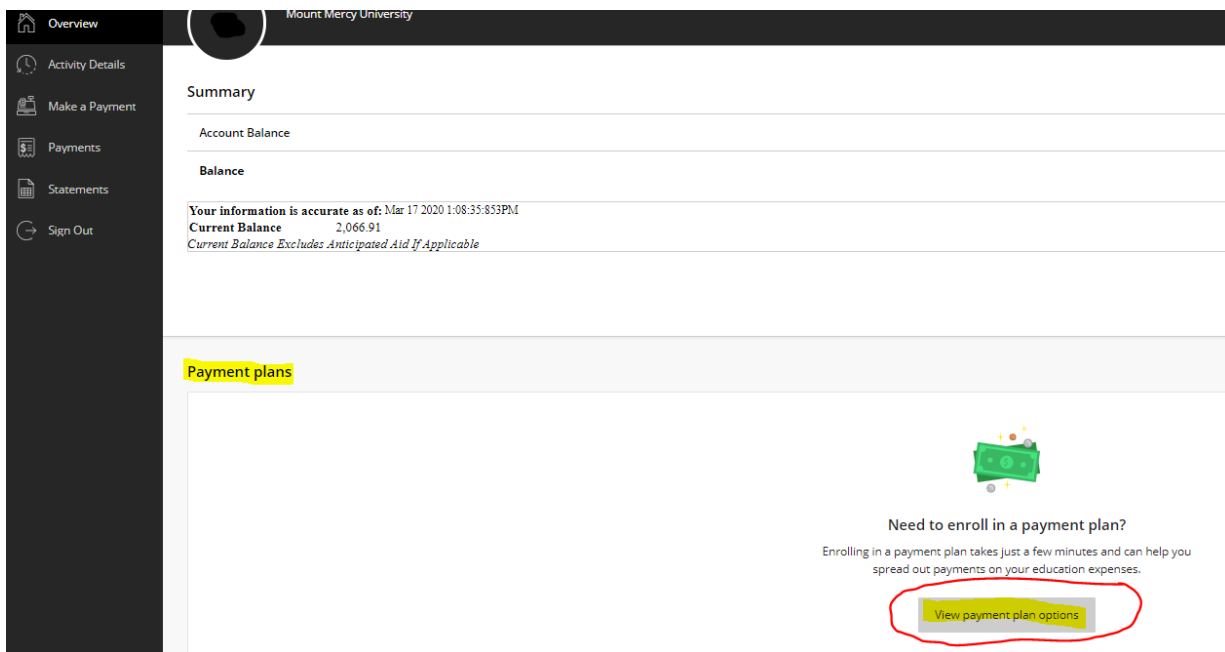 Overview
Activity Details
Make a Payment
Payments
Statements
Sign Out
Mount Mercy University
Summary
Account Balance
Balance
Your information is accurate as of: Mar 17 2020 1:08:35:853PM
Current Balance 2,066.91
Current Balance Excludes Anticipated Aid If Applicable
Payment plans
Need to enroll in a payment plan?
Enrolling in a payment plan takes just a few minutes and can help you
spread out payments on your education expenses.
View payment plan options